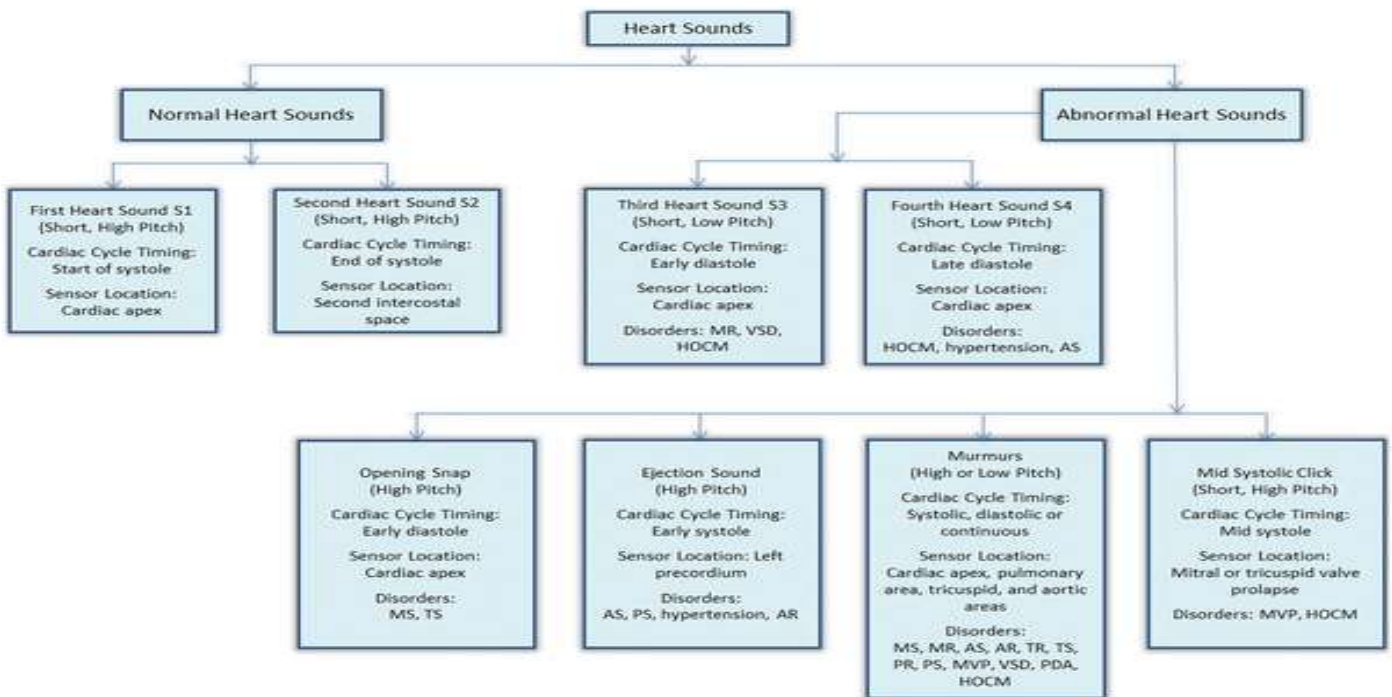 Heart Sounds
Normal Heart Sounds
Abnormal Heart Sounds
First Heart Sound S1
(Short, High Pitch)
Cardiac Cycle Timing:
Start of systole
Sensor Location:
Cardiac apex
Second Heart Sound S2
(Short, High Pitch)
Cardiac Cycle Timing:
End of systole
Sensor Location:
Second intercostal
space
Third Heart Sound S3
(Short, Low Pitch)
Cardiac Cycle Timing:
Early diastole
Sensor Location:
Cardiac apex
Disorders: MR, VSD,
HOCM
Fourth Heart Sound S4
(Short, Low Pitch)
Cardiac Cycle Timing:
Late diastole
Sensor Location:
Cardiac apex
Disorders:
HOCM, hypertension, AS
Opening Snap
(High Pitch)
Cardiac Cycle Timing:
Early diastole
Sensor Location:
Cardiac apex
Disorders:
MS, TS
Ejection Sound
(High Pitch)
Cardiac Cycle Timing:
Early systole
Sensor Location: Left
precordium
Disorders:
AS, PS, hypertension, AR
Murmurs
(High or Low Pitch)
Cardiac Cycle Timing:
Systolic, diastolic or
continuous
Sensor Location:
Cardiac apex, pulmonary
area, tricuspid, and aortic
areas
Disorders:
MS, MR, AS, AR, TR, TS,
PR, PS, MVP, VSD, PDA,
HOCM
Mid Systolic Click
(Short, High Pitch)
Cardiac Cycle Timing:
Mid systole
Sensor Location:
Mitral or tricuspid valve
prolapse
Disorders: MVP, HOCM